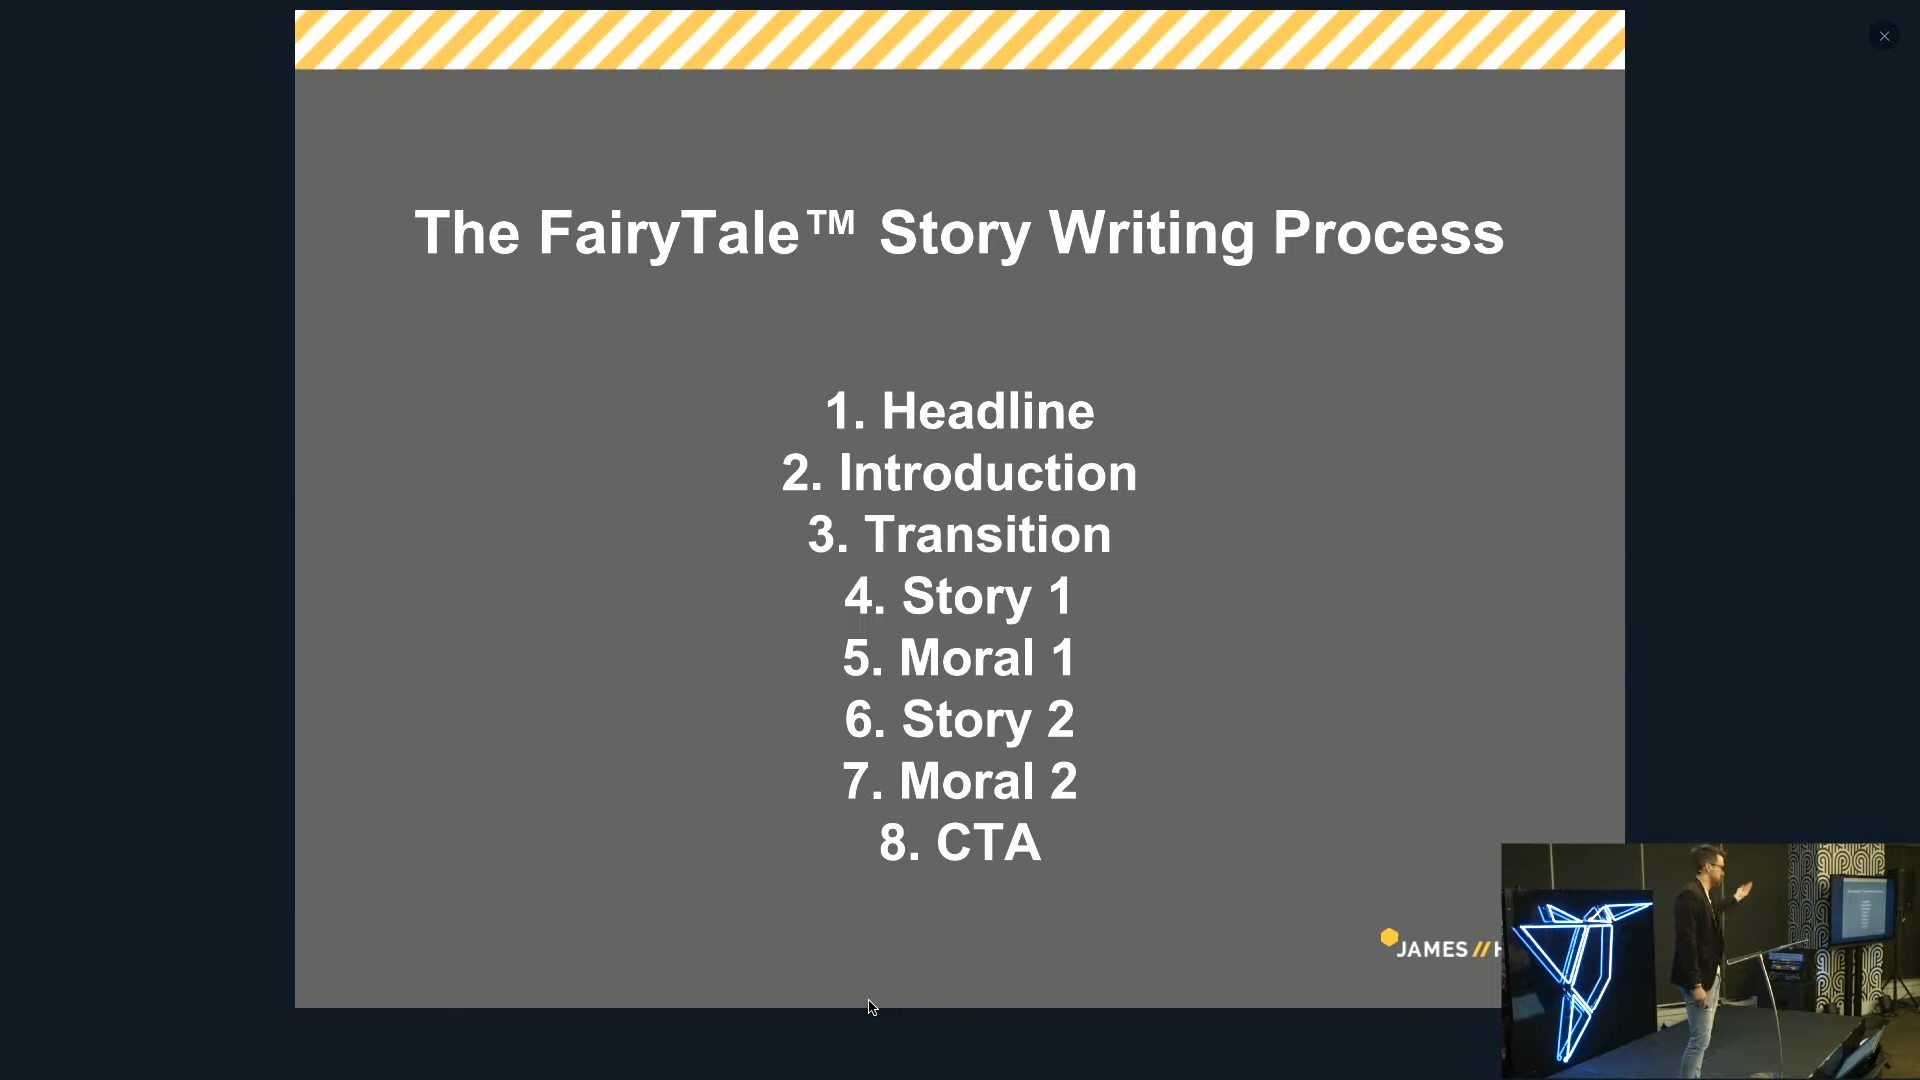 The FairyTale™ Story Writing Process
1. Headline
2. Introduction
3. Transition
4. Story 1
5. Moral 1
6. Story 2
7. Moral 2
8. CTA
JAMES//H